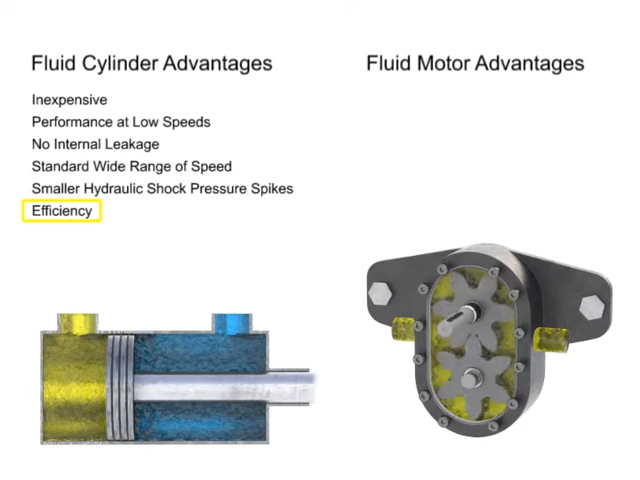 Fluid Cylinder Advantages
Inexpensive
Performance at Low Speeds
No Internal Leakage
Standard Wide Range of Speed
Smaller Hydraulic Shock Pressure Spikes
Efficiency
Fluid Motor Advantages